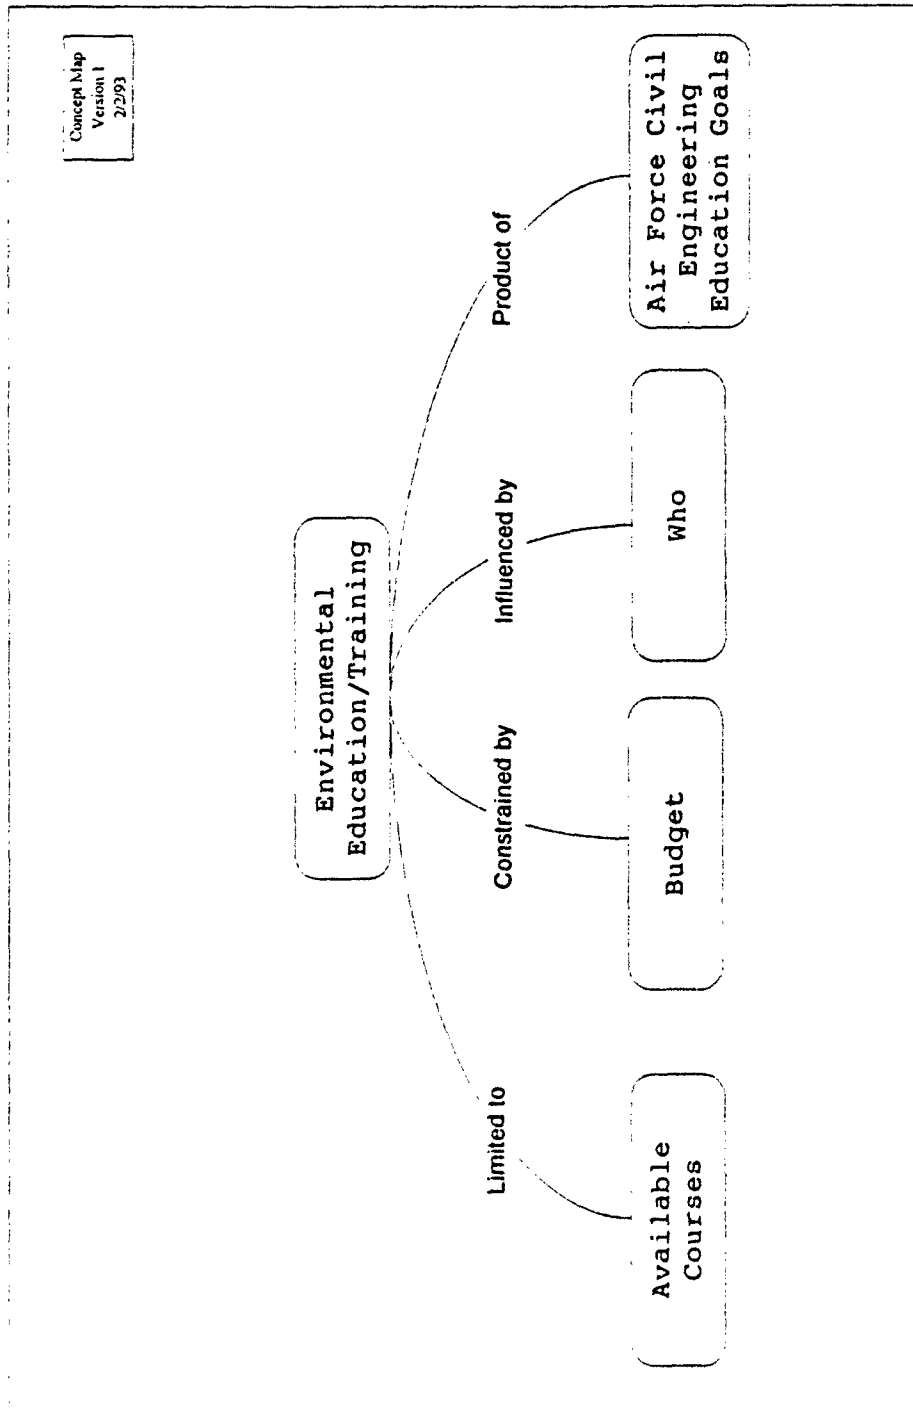 Concept Map
Version 1
2/2/93
Environmental
Education/Training
Limited to
Constrained by
Influenced by
Product of
Available
Courses
Budget
Who
Air Force Civil
Engineering
Education Goals